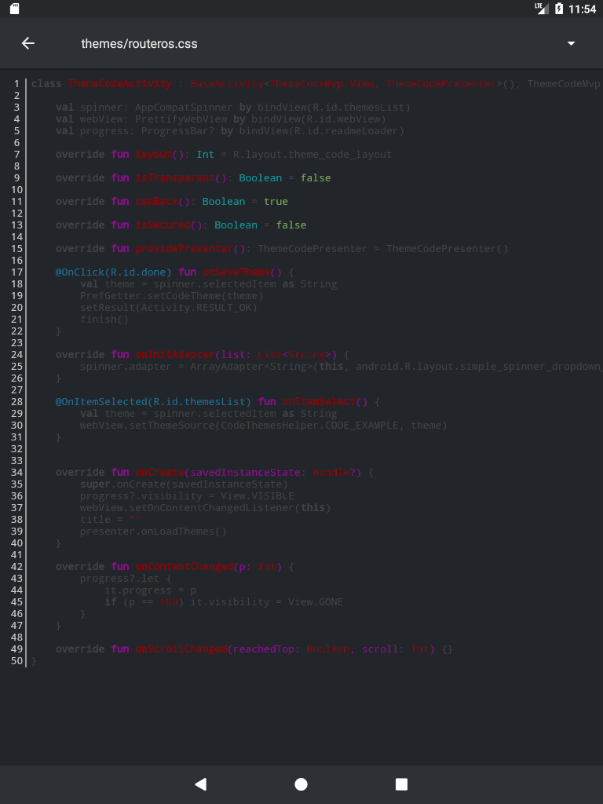 LTE 11:54
themes/routeros.css
1 class ThemeCodeActivity : BaseActivity<ThemeCodeMvp.View, ThemeCodePresenter>(), ThemeCodeMvp
2
3     val spinner: AppCompatSpinner by bindView(R.id.themesList)
4     val webView: PrettifyWebView by bindView(R.id.webView)
5     val progress: ProgressBar? by bindView(R.id.readmeLoader)
6
7     override fun layout(): Int = R.layout.theme_code_layout
8
9     override fun isTransparent(): Boolean = false
10
11     override fun canBack(): Boolean = true
12
13     override fun isSecured(): Boolean = false
14
15     override fun providePresenter(): ThemeCodePresenter = ThemeCodePresenter()
16
17     @OnClick(R.id.done) fun onSaveTheme() {
18         val theme = spinner.selectedItem as String
19         PrefGetter.setCodeTheme(theme)
20         setResult(Activity.RESULT_OK)
21         finish()
22     }
23
24     override fun onInitAdapter(list: List<String>) {
25         spinner.adapter = ArrayAdapter<String>(this, android.R.layout.simple_spinner_dropdown_
26     }
27
28     @OnItemSelected(R.id.themesList) fun onItemSelect() {
29         val theme = spinner.selectedItem as String
30         webView.setThemeSource(CodeThemesHelper.CODE_EXAMPLE, theme)
31     }
32
33
34     override fun onCreate(savedInstanceState: Bundle?) {
35         super.onCreate(savedInstanceState)
36         progress?.visibility = View.VISIBLE
37         webView.setOnContentChangedListener(this)
38         title = ""
39         presenter.onLoadThemes()
40     }
41
42     override fun onContentChanged(p: Int) {
43         progress?.let {
44             it.progress = p
45             if (p == 100) it.visibility = View.GONE
46         }
47     }
48
49     override fun onScrollChanged(reachedTop: Boolean, scroll: Int) {}
50 }